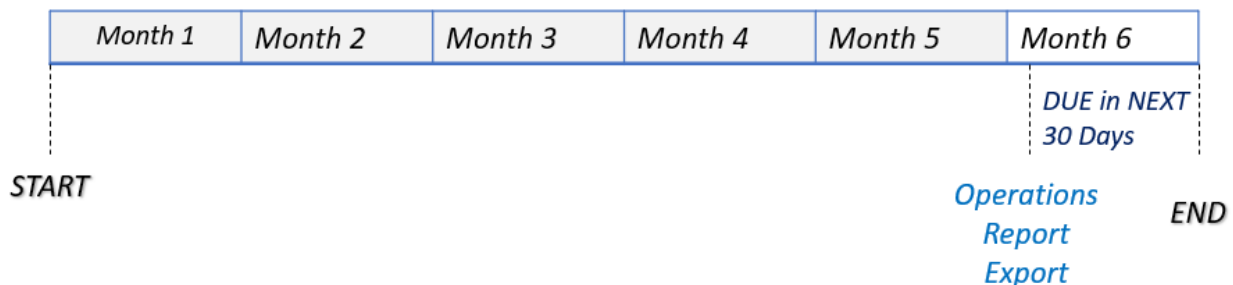 Month 1 Month 2 Month 3 Month 4 Month 5 Month 6
DUE in NEXT
30 Days
START
Operations
Report
Export
END